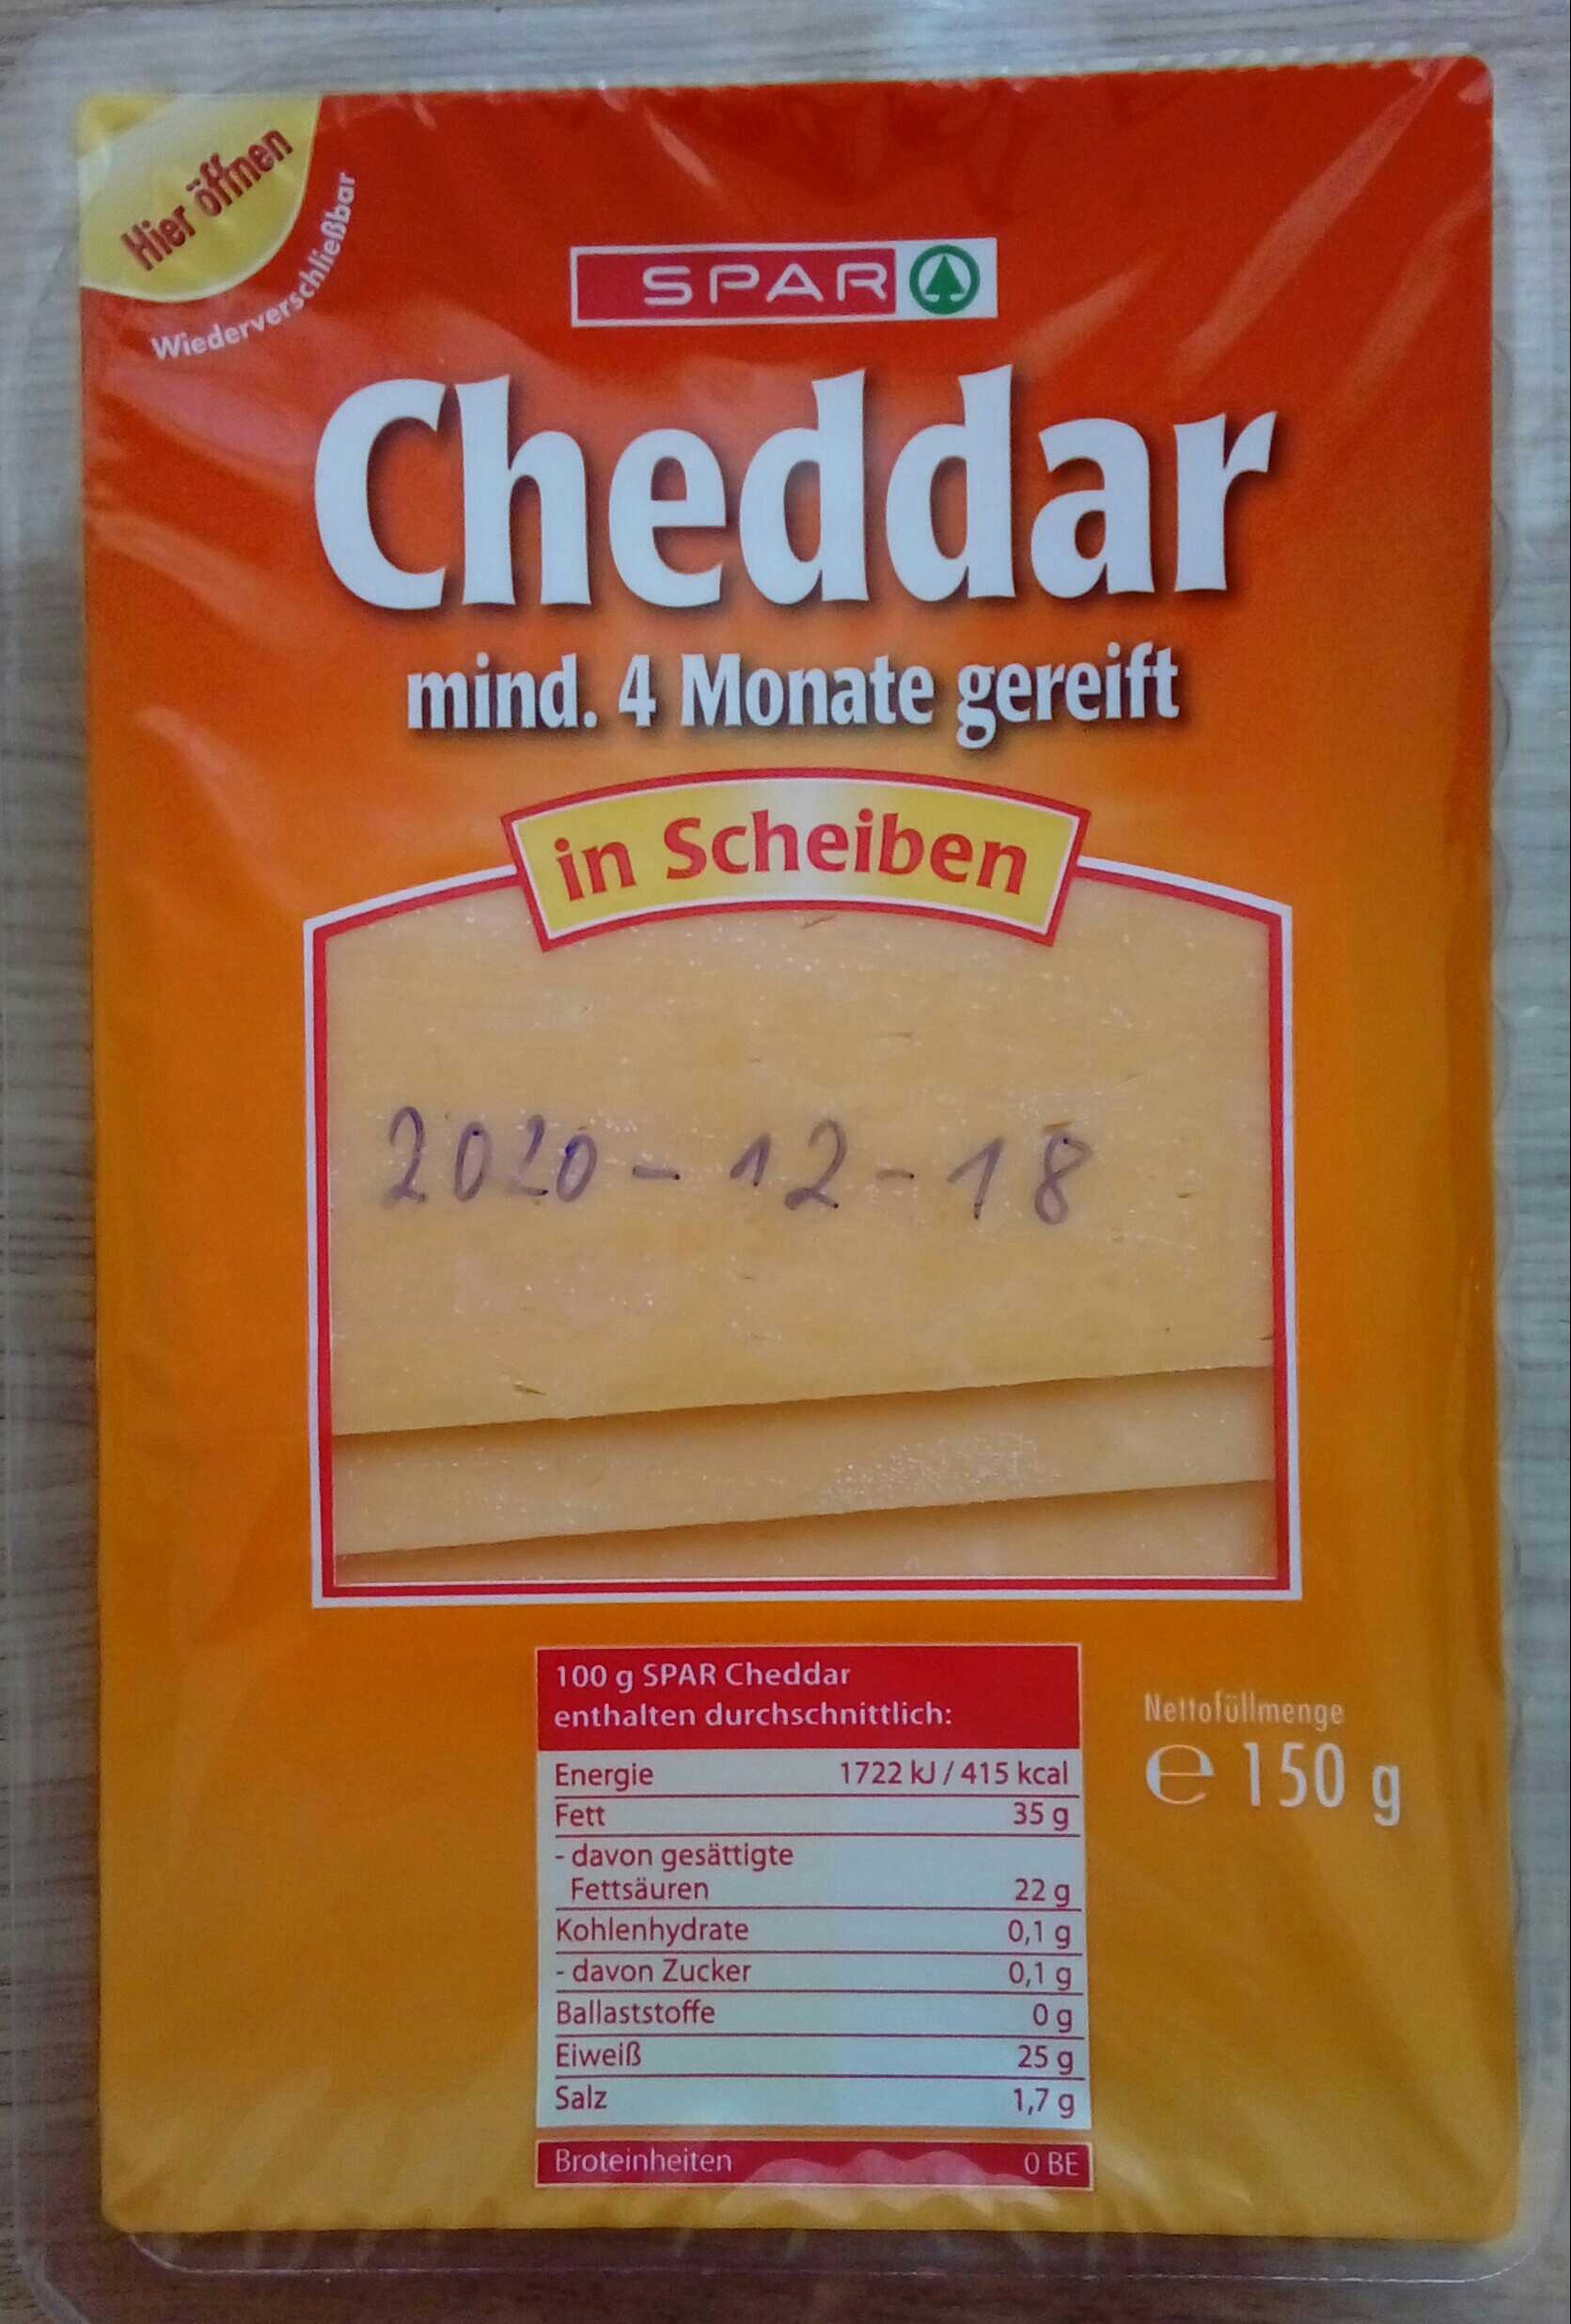 Hier öffnen
Wiederverschließbar
SPAR
Cheddar
mind. 4 Monate gereift
in Scheiben
2020-12-18
100 g SPAR Cheddar
enthalten durchschnittlich:
Energie 1722 kJ / 415 kcal
Fett 35 g
- davon gesättigte
Fettsäuren 22 g
Kohlenhydrate 0,1 g
- davon Zucker 0,1 g
Ballaststoffe 0 g
Eiweiß 25 g
Salz 1,7 g
Broteinheiten 0 BE
Nettofüllmenge
℮ 150 g